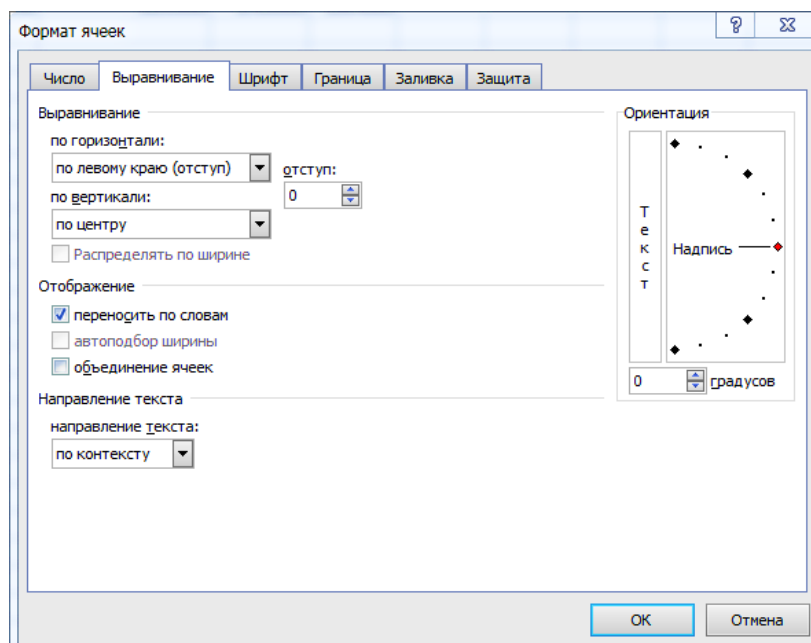 Формат ячеек
Число Выравнивание Шрифт Граница Заливка Защита
Выравнивание
по горизонтали:
по левому краю (отступ)
отступ:
0
по вертикали:
по центру
Распределять по ширине
Отображение
переносить по словам
автоподбор ширины
объединение ячеек
Направление текста
направление текста:
по контексту
Ориентация
Текст
Надпись
0 градусов
ОК Отмена